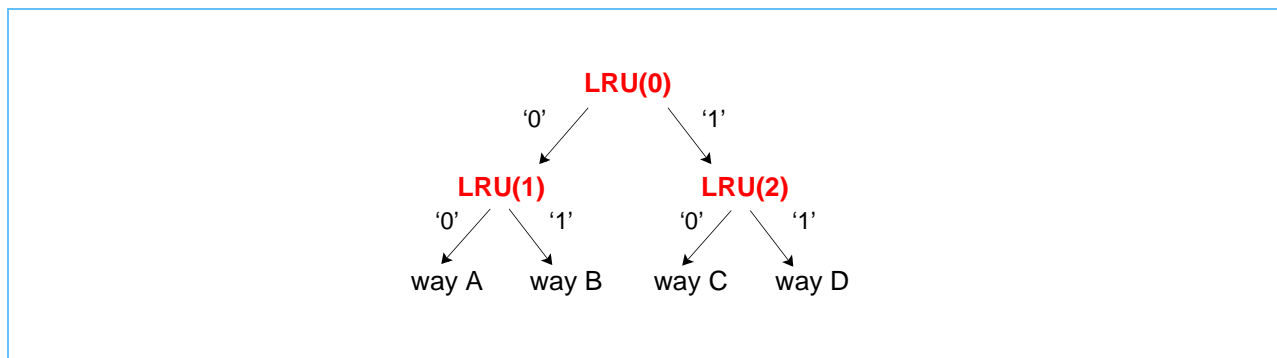 LRU(0)
‘0’ ‘1’
LRU(1) LRU(2)
‘0’ ‘1’ ‘0’ ‘1’
way A way B way C way D